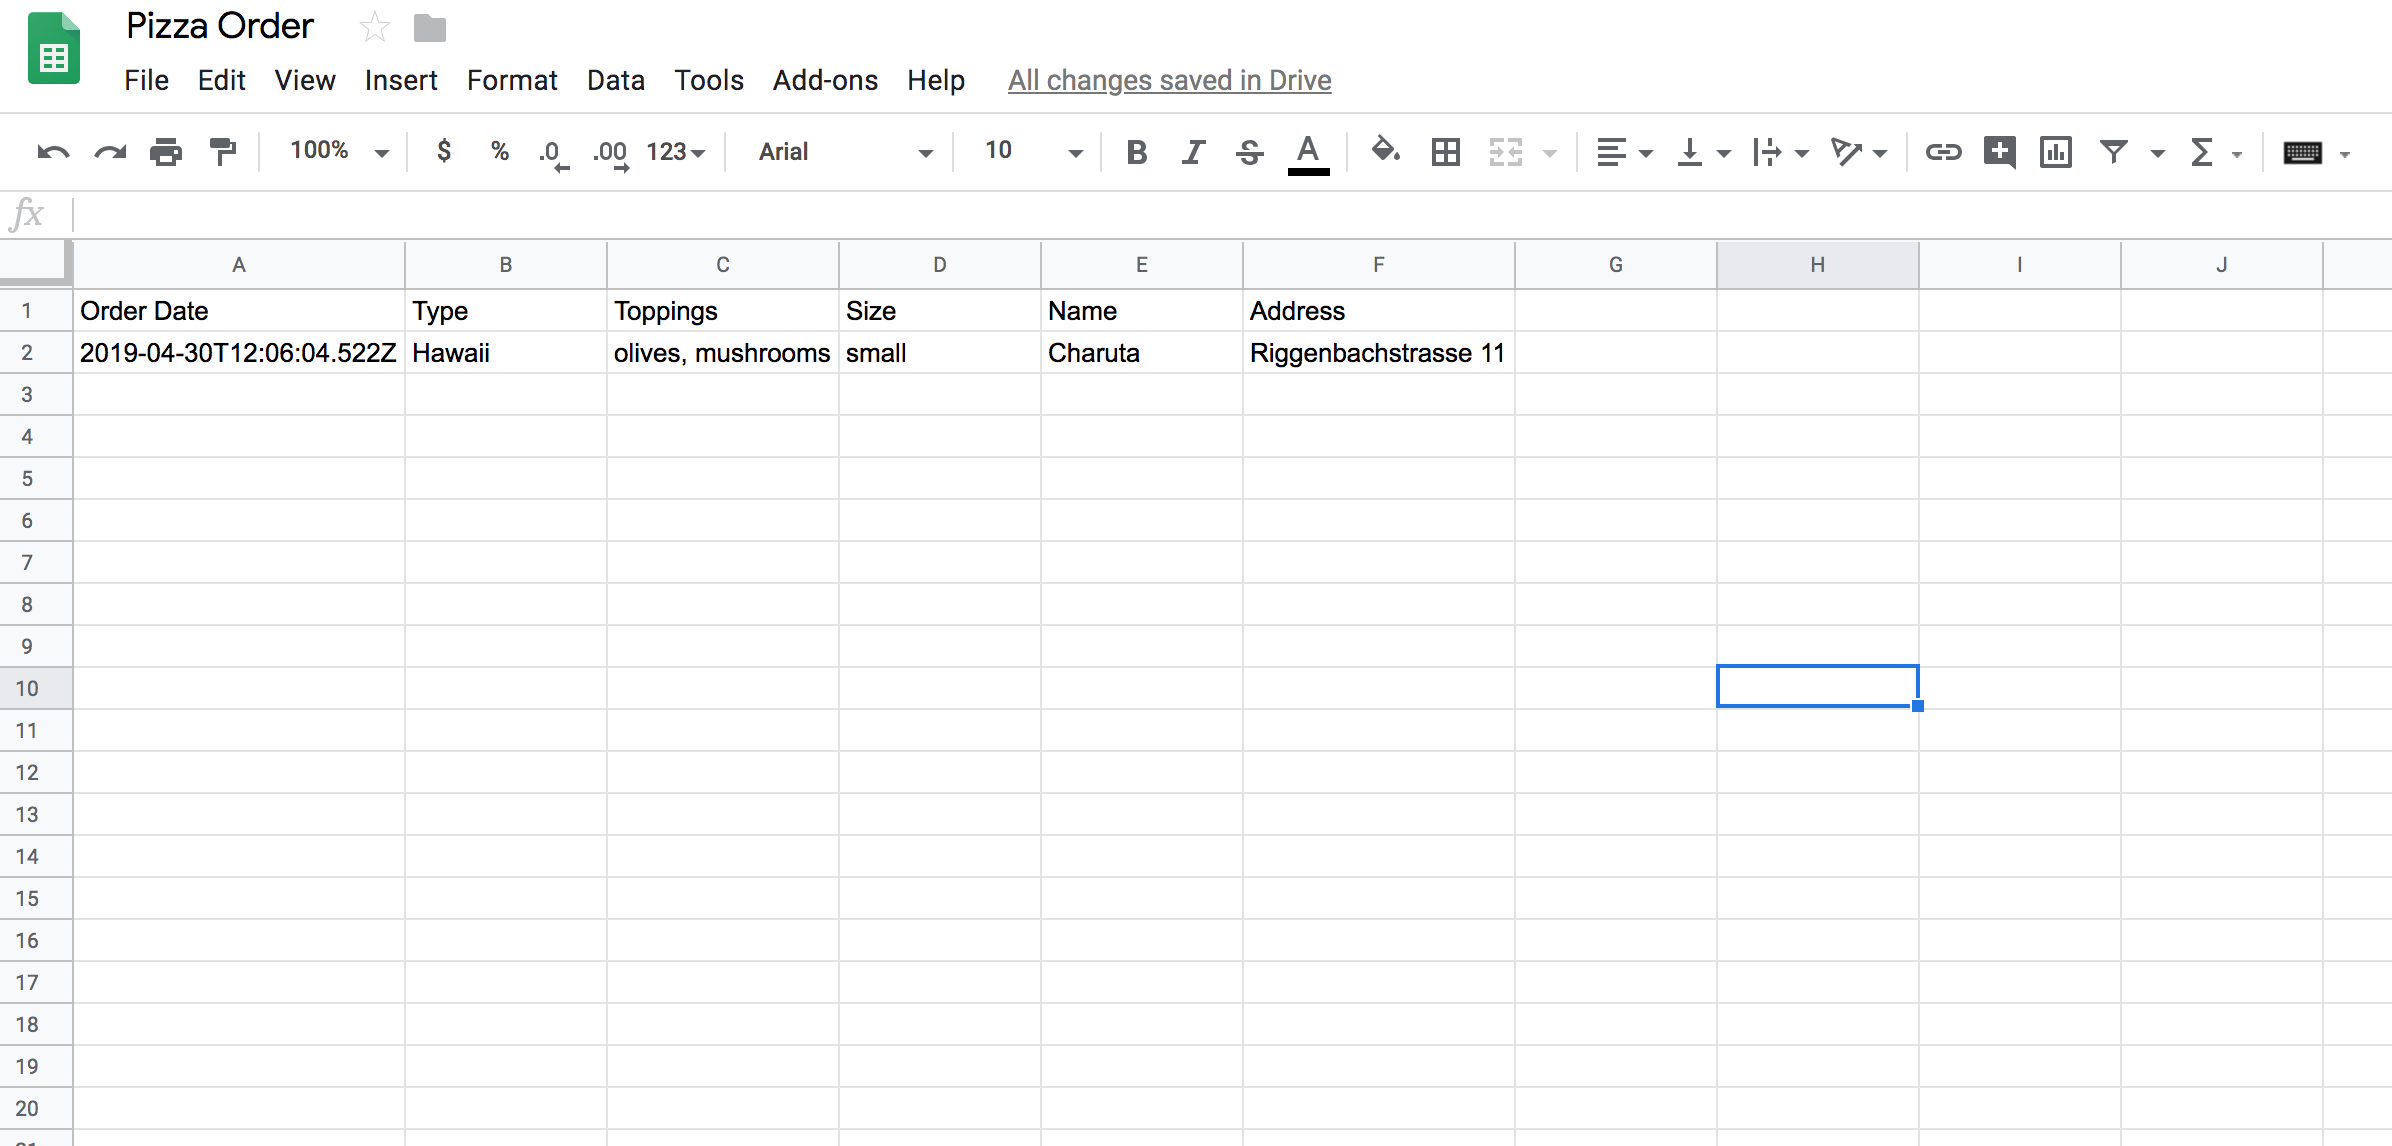 Pizza Order
File Edit View Insert Format Data Tools Add-ons Help All changes saved in Drive
100% $ % .0 .00 123 Arial 10 B I S A
fx
A B C D E F G H I J
1 Order Date Type Toppings Size Name Address
2 2019-04-30T12:06:04.522Z Hawaii olives, mushrooms small Charuta Riggenbachstrasse 11
3
4
5
6
7
8
9
10
11
12
13
14
15
16
17
18
19
20